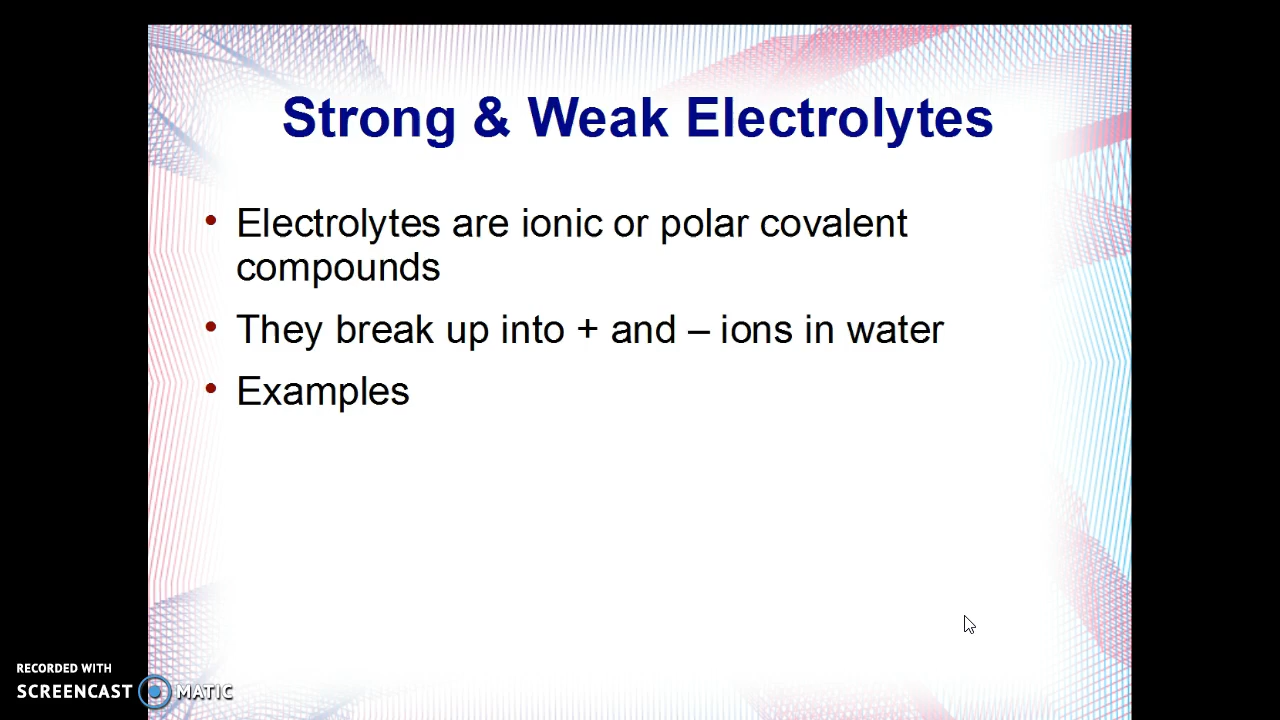 Strong & Weak Electrolytes
• Electrolytes are ionic or polar covalent
compounds
• They break up into + and – ions in water
• Examples
RECORDED WITH
SCREENCAST MATIC